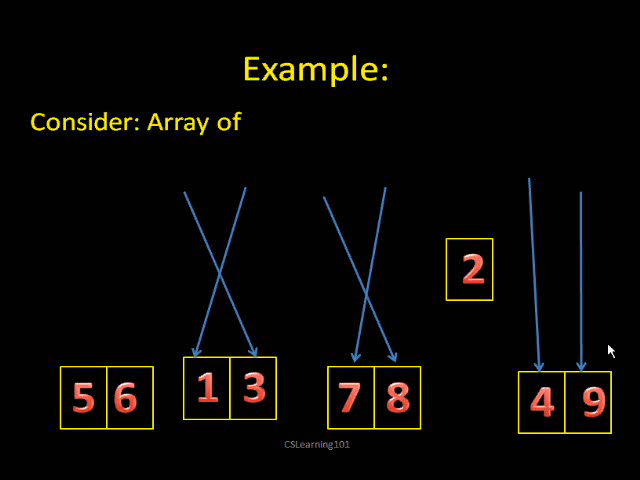 Example:
Consider: Array of
2
5 6 1 3 7 8 4 9
CSLearning101